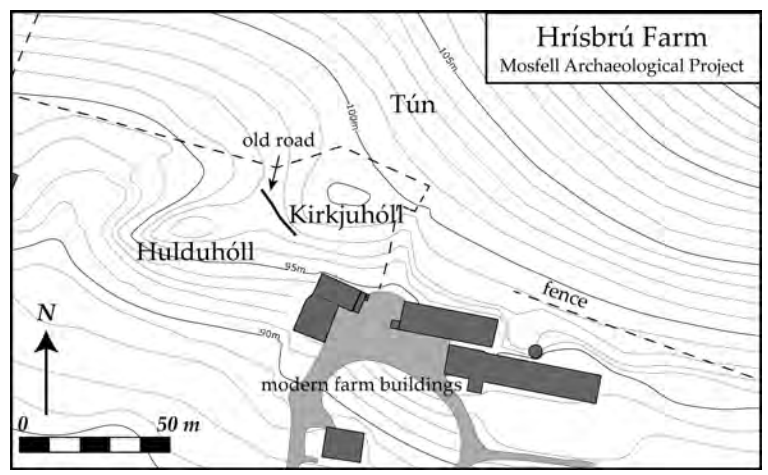 Hrísbrú Farm
Mosfell Archaeological Project
105m
Tún
100m
old road
Kirkjuhóll
Hulduhóll
95m
fence
N
90m
modern farm buildings
0
50 m